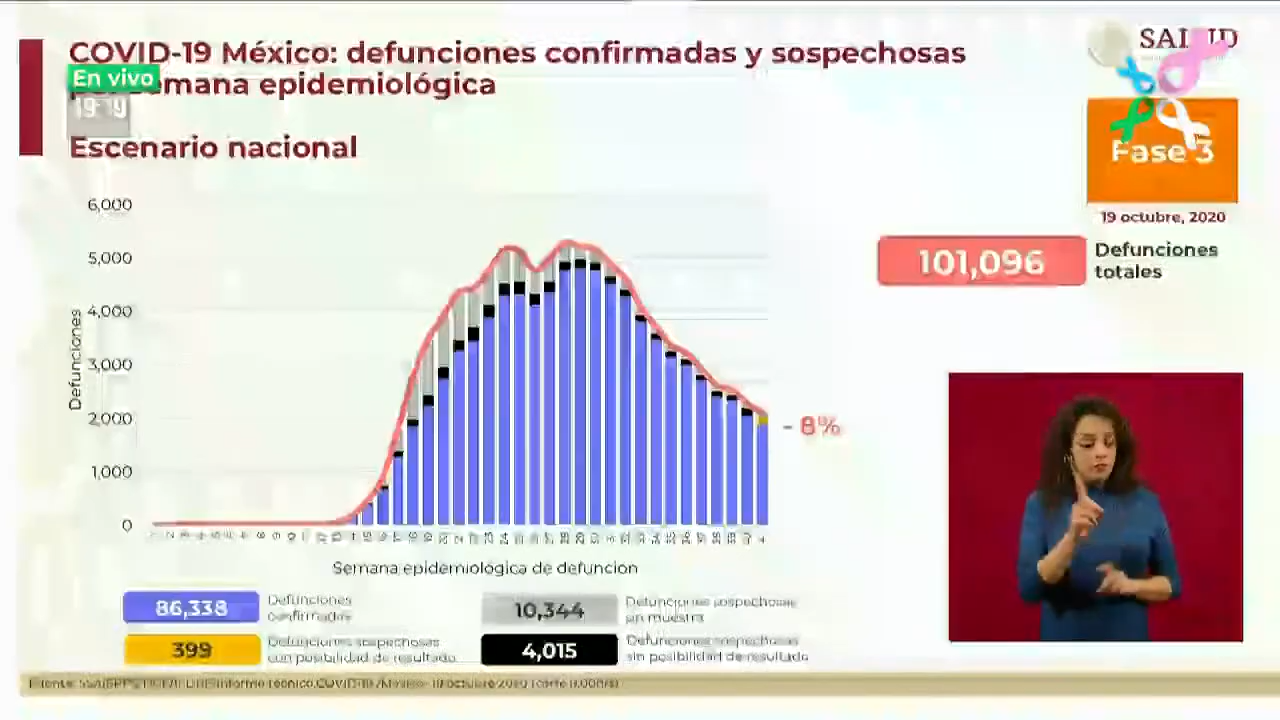 COVID-19 México: defunciones confirmadas y sospechosas
En vivo
semana epidemiológica
19:19
SALUD
Escenario nacional
Fase 3
19 octubre, 2020
101,096
Defunciones
totales
6,000
5,000
4,000
3,000
2,000
1,000
0
Defunciones
- 8%
Semana epidemiológica de defuncion
86,338
Defunciones
confirmadas
10,344
Defunciones sospechosas
sin muestra
399
Defunciones sospechosas
con posibilidad de resultado
4,015
Defunciones sospechosas
sin posibilidad de resultado